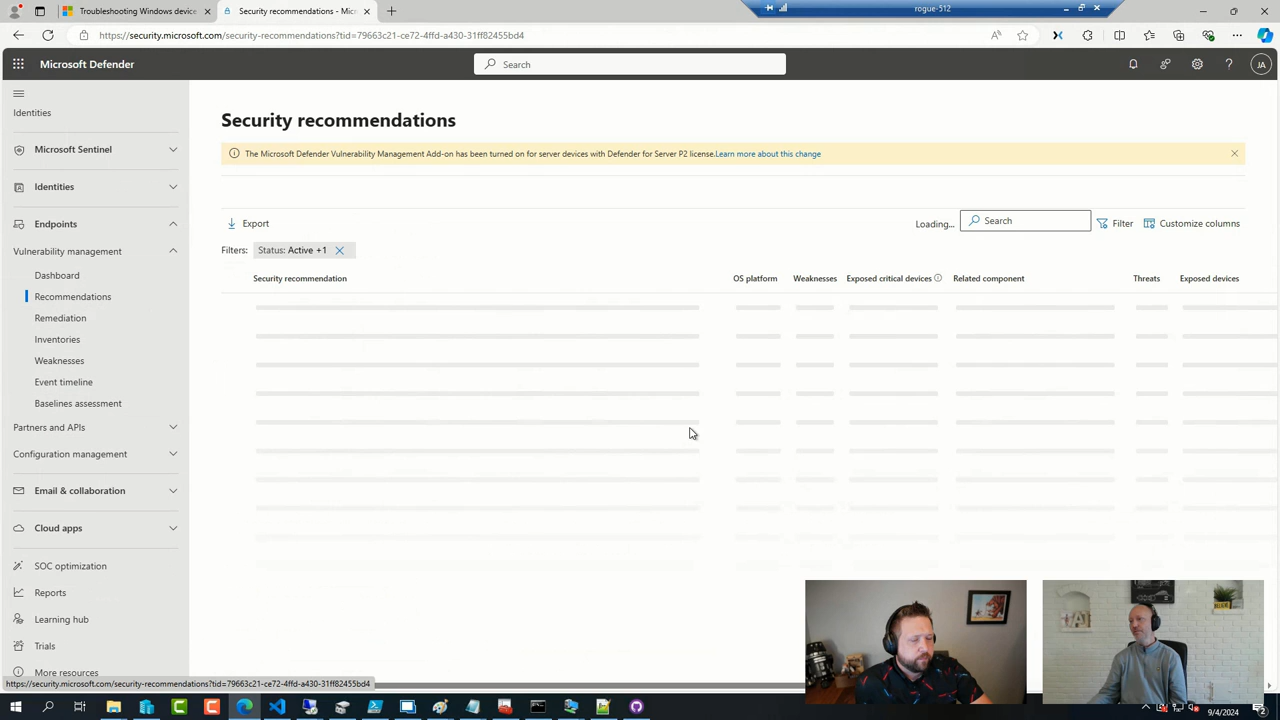 Troubleshooting Windows device
Security recommendations - Mic
rogue-512
https://security.microsoft.com/security-recommendations?tid=79663c21-ce72-4ffd-a430-31ff82455bd4
Microsoft Defender
Search
JA
Identities
Microsoft Sentinel
Identities
Endpoints
Vulnerability management
Dashboard
Recommendations
Remediation
Inventories
Weaknesses
Event timeline
Baselines assessment
Partners and APIs
Configuration management
Email & collaboration
Cloud apps
SOC optimization
Reports
Learning hub
Trials
More resources
Security recommendations
The Microsoft Defender Vulnerability Management Add-on has been turned on for server devices with Defender for Server P2 license.Learn more about this change
Export
Loading...
Search
Filter
Customize columns
Filters:
Status: Active +1
Security recommendation
OS platform
Weaknesses
Exposed critical devices
Related component
Threats
Exposed devices
https://security.microsoft.com/security-recommendations?tid=79663c21-ce72-4ffd-a430-31ff82455bd4
9/4/2024